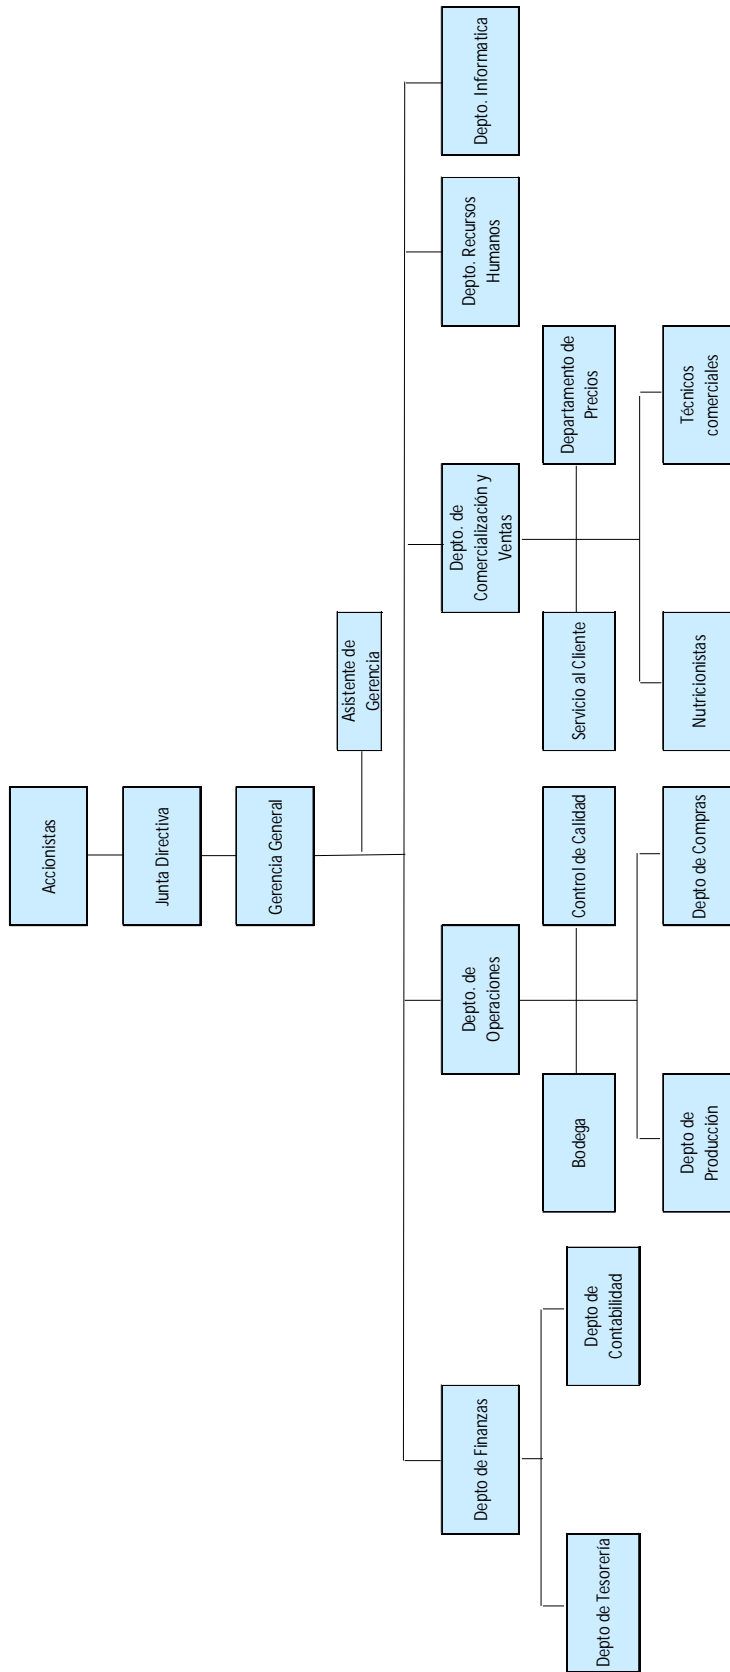 Accionistas
Junta Directiva
Gerencia General
Asistente de
Gerencia
Depto de Finanzas
Depto. de
Operaciones
Depto. de
Comercialización y
Ventas
Depto. Recursos
Humanos
Depto. Informatica
Bodega
Control de Calidad
Servicio al Cliente
Departamento de
Precios
Depto de Tesorería
Depto de
Contabilidad
Depto de
Producción
Depto de Compras
Nutricionistas
Técnicos
comerciales